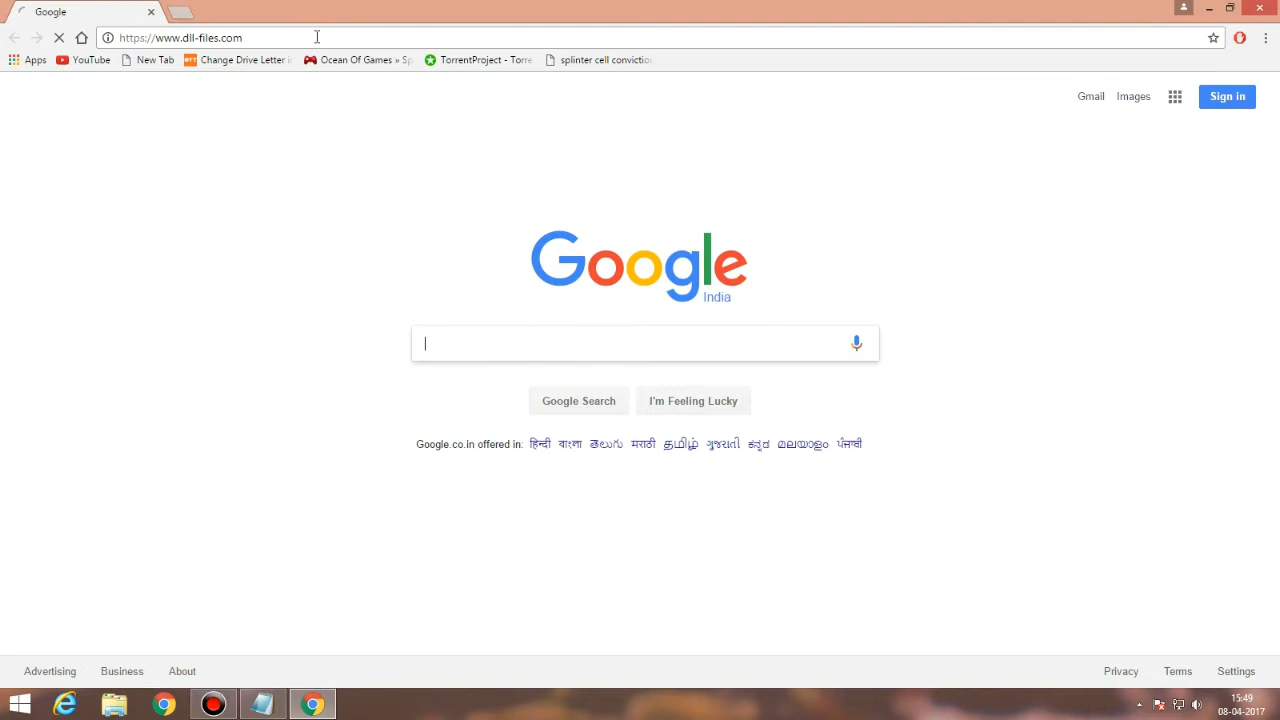 Google
https://www.dll-files.com
Apps YouTube New Tab Change Drive Letter i Ocean Of Games » Sp TorrentProject - Torre splinter cell convictio
Gmail Images Sign in
Google
India
Google Search I'm Feeling Lucky
Google.co.in offered in: हिन्दी বাংলা తెలుగు मराठी தமிழ் ગુજરાતી ಕನ್ನಡ മലയാളം ਪੰਜਾਬੀ
Advertising Business About Privacy Terms Settings
15:49
08-04-2017